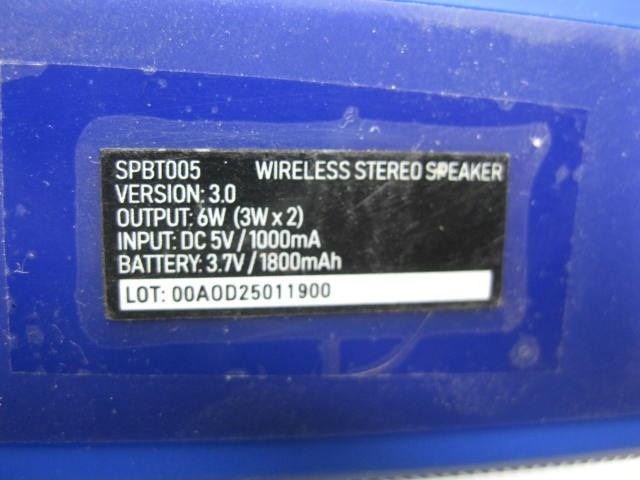 SPBT005 WIRELESS STEREO SPEAKER
VERSION: 3.0
OUTPUT: 6W (3W x 2)
INPUT: DC 5V / 1000mA
BATTERY: 3.7V / 1800mAh
LOT: 00AOD25011900